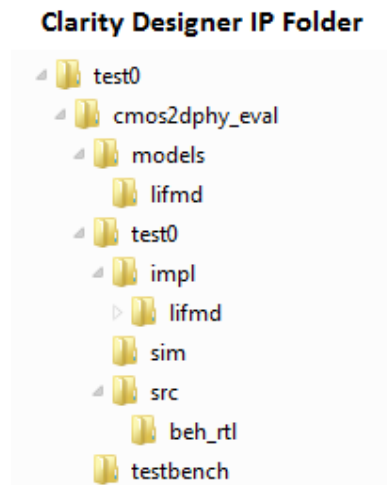 Clarity Designer IP Folder
test0
cmos2dphy_eval
models
lifmd
test0
impl
lifmd
sim
src
beh_rtl
testbench